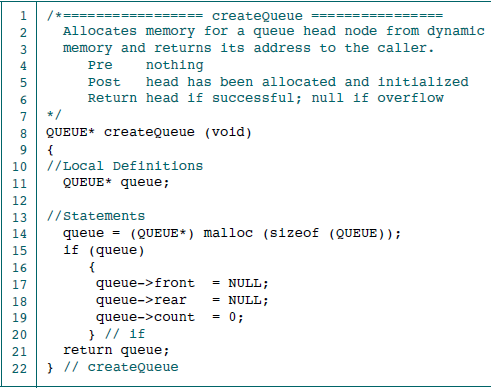 1 /*================= createQueue ================
2 Allocates memory for a queue head node from dynamic
3 memory and returns its address to the caller.
4 Pre nothing
5 Post head has been allocated and initialized
6 Return head if successful; null if overflow
7 */
8 QUEUE* createQueue (void)
9 {
10 //Local Definitions
11 QUEUE* queue;
12
13 //Statements
14 queue = (QUEUE*) malloc (sizeof (QUEUE));
15 if (queue)
16 {
17 queue->front = NULL;
18 queue->rear = NULL;
19 queue->count = 0;
20 } // if
21 return queue;
22 } // createQueue